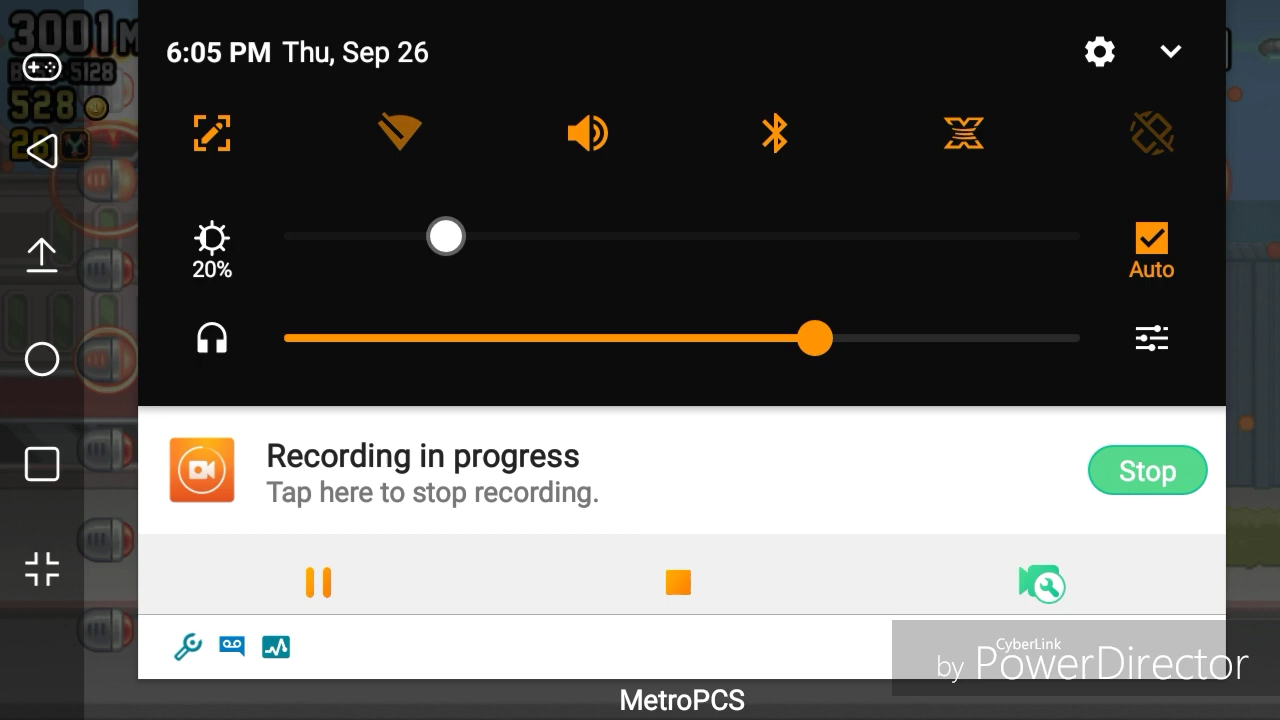 3001M
5128
528
6:05 PM Thu, Sep 26
20%
Auto
Recording in progress
Tap here to stop recording.
Stop
CyberLink
by PowerDirector
MetroPCS